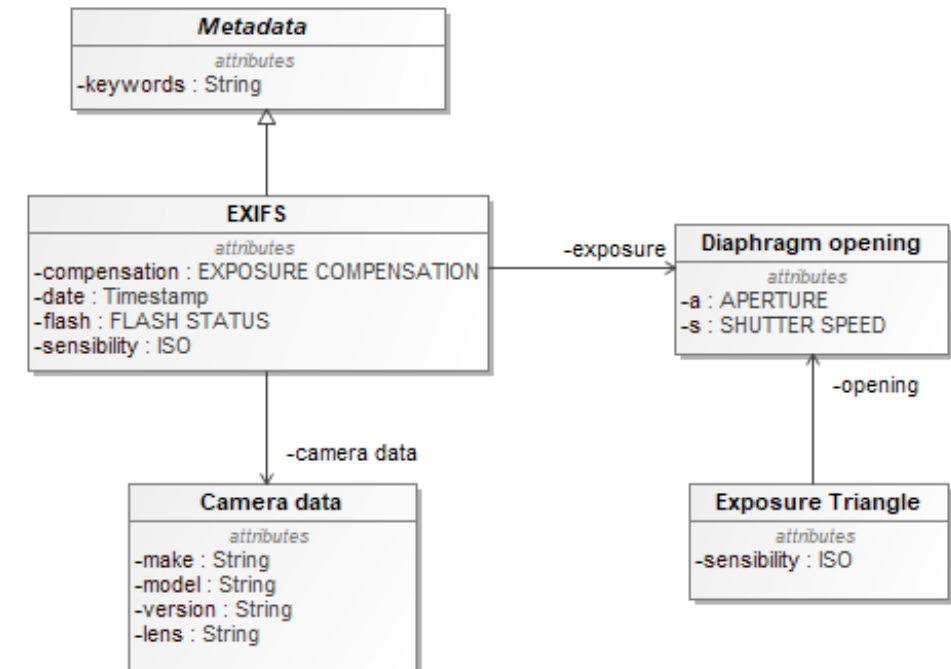 Metadata
attributes
-keywords : String
EXIFS
attributes
-compensation : EXPOSURE COMPENSATION
-date : Timestamp
-flash : FLASH STATUS
-sensibility : ISO
-exposure
Diaphragm opening
attributes
-a : APERTURE
-s : SHUTTER SPEED
-opening
-camera data
Camera data
attributes
-make : String
-model : String
-version : String
-lens : String
Exposure Triangle
attributes
-sensibility : ISO